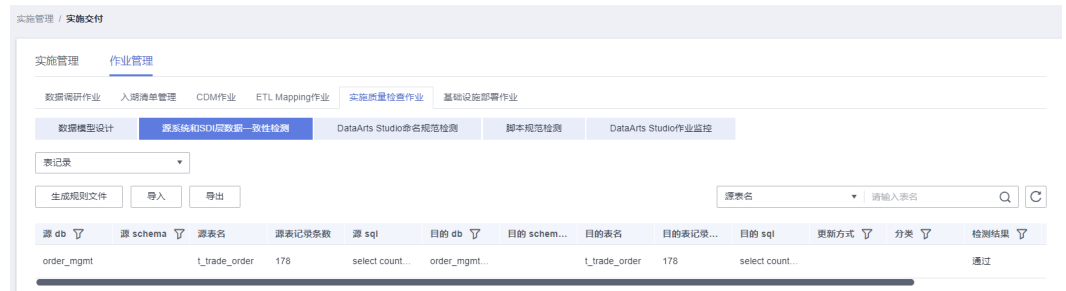 实施管理 / 实施交付
实施管理 作业管理
数据调研作业 入湖清单管理 CDM作业 ETL Mapping作业 实施质量检查作业 基础设施部署作业
数据模型设计 源系统和SDI层数据一致性检测 DataArts Studio命名规范检测 脚本规范检测 DataArts Studio作业监控
表记录
生成规则文件 导入 导出 源表名 请输入表名
源 db 源 schema 源表名 源表记录条数 源 sql 目的 db 目的 schem... 目的表名 目的表记录... 目的 sql 更新方式 分类 检测结果
order_mgmt t_trade_order 178 select count... order_mgmt... t_trade_order 178 select count... 通过